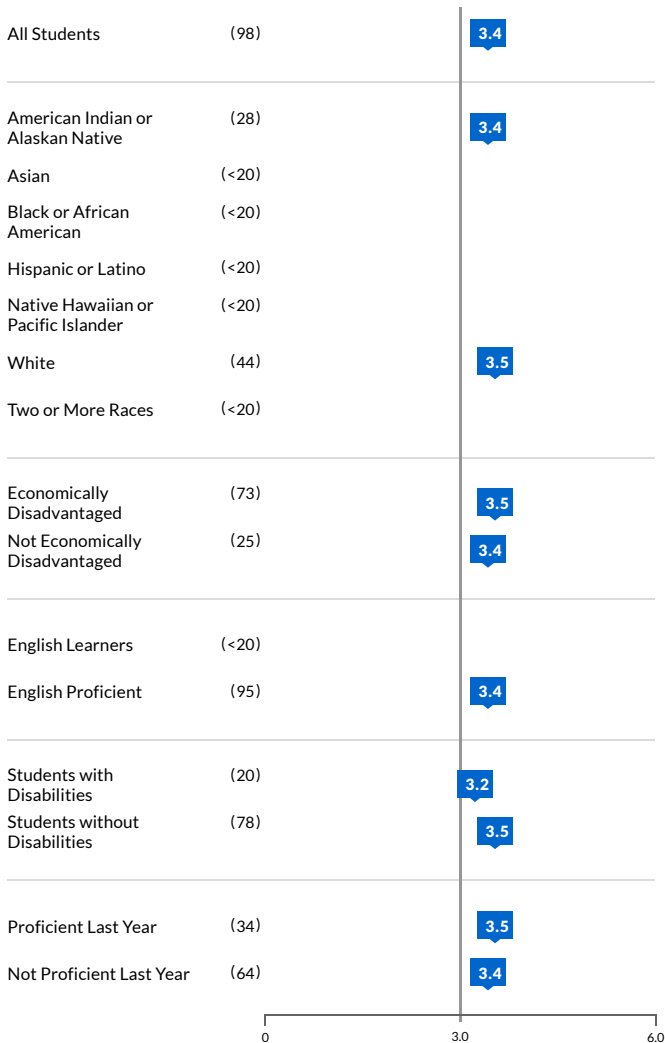 All Students (98) 3.4
American Indian or (28) 3.4
Alaskan Native
Asian (<20)
Black or African (<20)
American
Hispanic or Latino (<20)
Native Hawaiian or (<20)
Pacific Islander
White (44) 3.5
Two or More Races (<20)
Economically (73) 3.5
Disadvantaged
Not Economically (25) 3.4
Disadvantaged
English Learners (<20)
English Proficient (95) 3.4
Students with (20) 3.2
Disabilities
Students without (78) 3.5
Disabilities
Proficient Last Year (34) 3.5
Not Proficient Last Year (64) 3.4
0 3.0 6.0